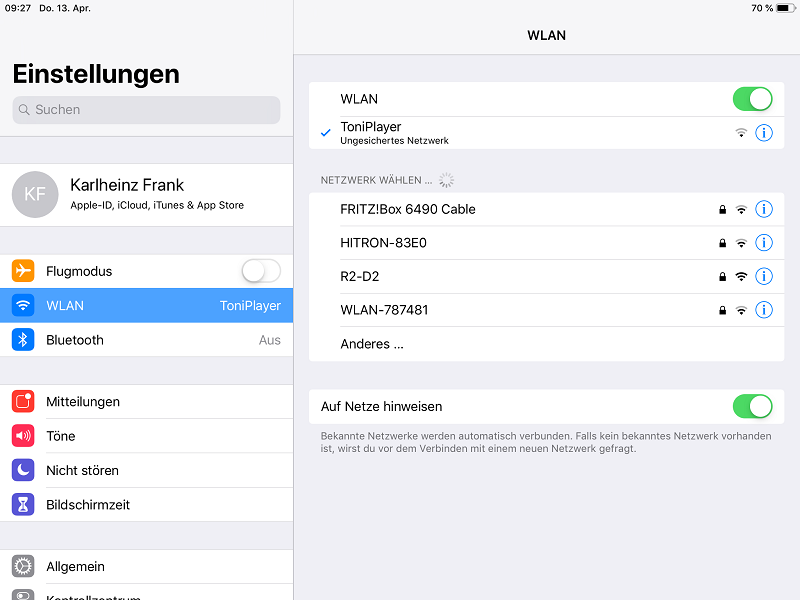 09:27 Do. 13. Apr.
70 %
Einstellungen
Suchen
KF
Karlheinz Frank
Apple-ID, iCloud, iTunes & App Store
Flugmodus
WLAN ToniPlayer
Bluetooth Aus
Mitteilungen
Töne
Nicht stören
Bildschirmzeit
Allgemein
Kontrollzentrum
WLAN
WLAN
ToniPlayer
Ungesichertes Netzwerk
NETZWERK WÄHLEN ...
FRITZ!Box 6490 Cable
HITRON-83E0
R2-D2
WLAN-787481
Anderes ...
Auf Netze hinweisen
Bekannte Netzwerke werden automatisch verbunden. Falls kein bekanntes Netzwerk vorhanden
ist, wirst du vor dem Verbinden mit einem neuen Netzwerk gefragt.